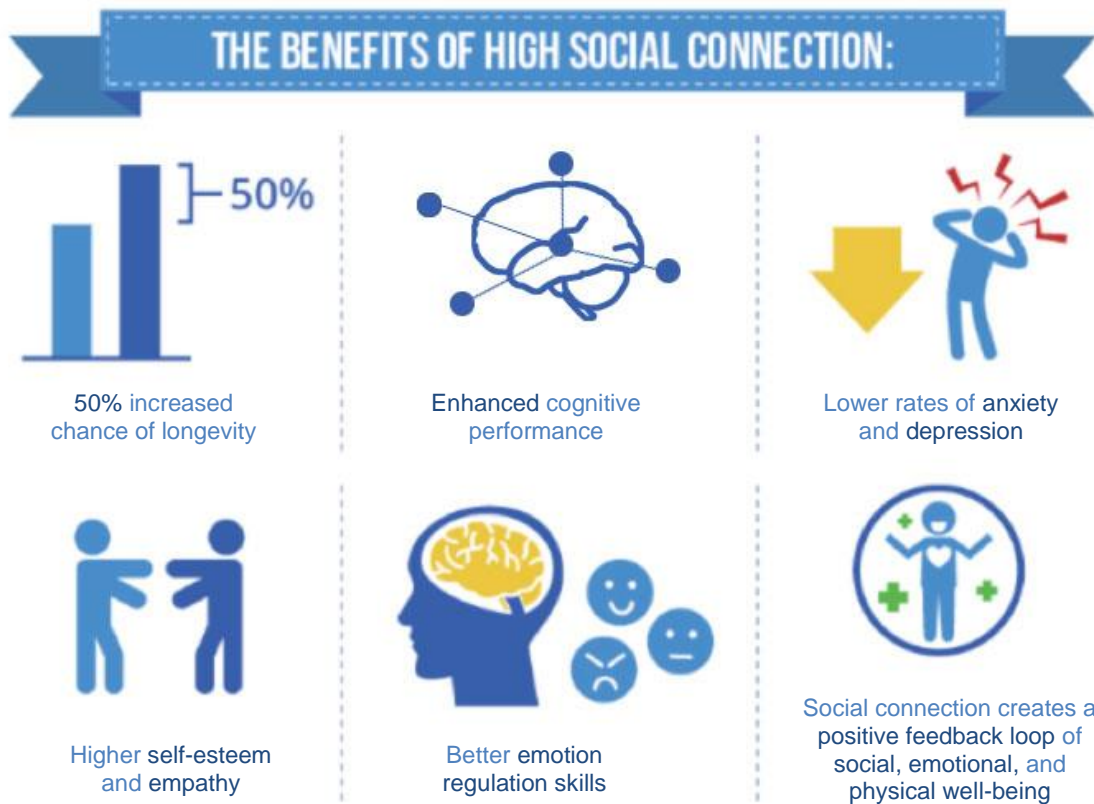 THE BENEFITS OF HIGH SOCIAL CONNECTION:
50%
50% increased
chance of longevity
Enhanced cognitive
performance
Lower rates of anxiety
and depression
Higher self-esteem
and empathy
Better emotion
regulation skills
Social connection creates a
positive feedback loop of
social, emotional, and
physical well-being